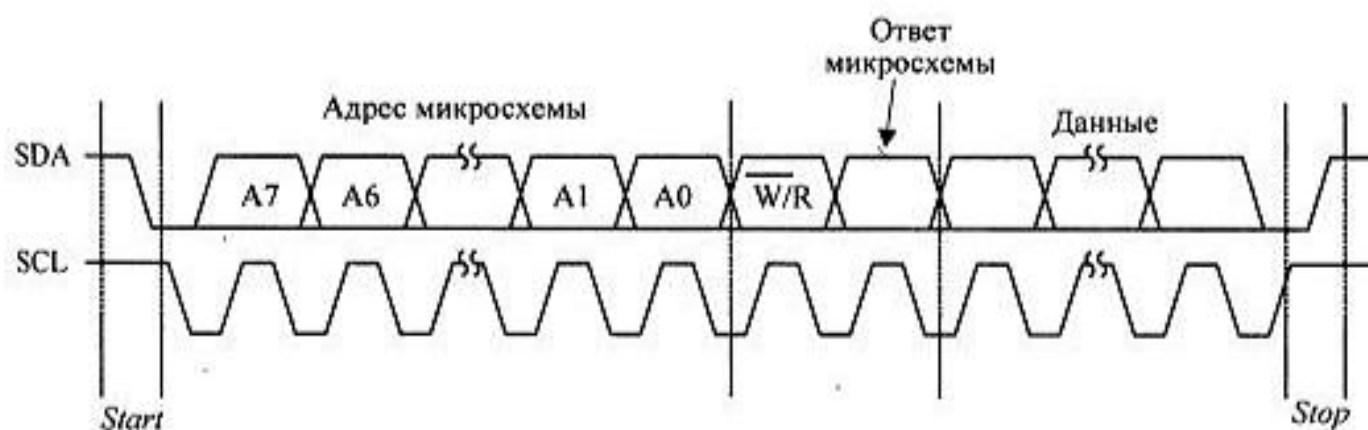 Ответ
микросхемы
Адрес микросхемы
Данные
SDA
A7 A6 A1 A0 W/R
SCL
Start
Stop